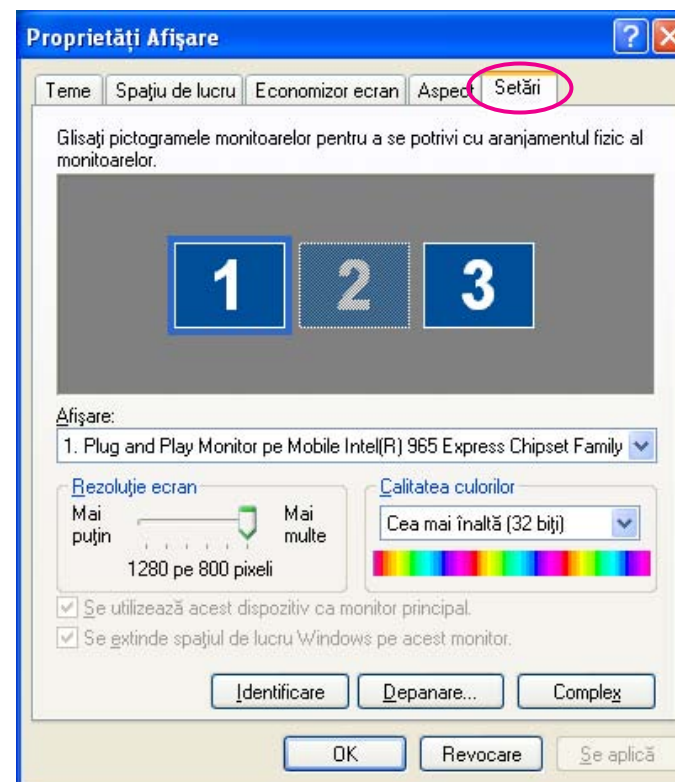 Proprietăți Afișare
Teme Spațiu de lucru Economizor ecran Aspect Setări
Glisați pictogramele monitoarelor pentru a se potrivi cu aranjamentul fizic al
monitoarelor.
1 2 3
Afișare:
1. Plug and Play Monitor pe Mobile Intel(R) 965 Express Chipset Family
Rezoluție ecran
Mai puțin
Mai multe
1280 pe 800 pixeli
Calitatea culorilor
Cea mai înaltă (32 biți)
Se utilizează acest dispozitiv ca monitor principal.
Se extinde spațiul de lucru Windows pe acest monitor.
Identificare Depanare... Complex
OK Revocare Se aplică